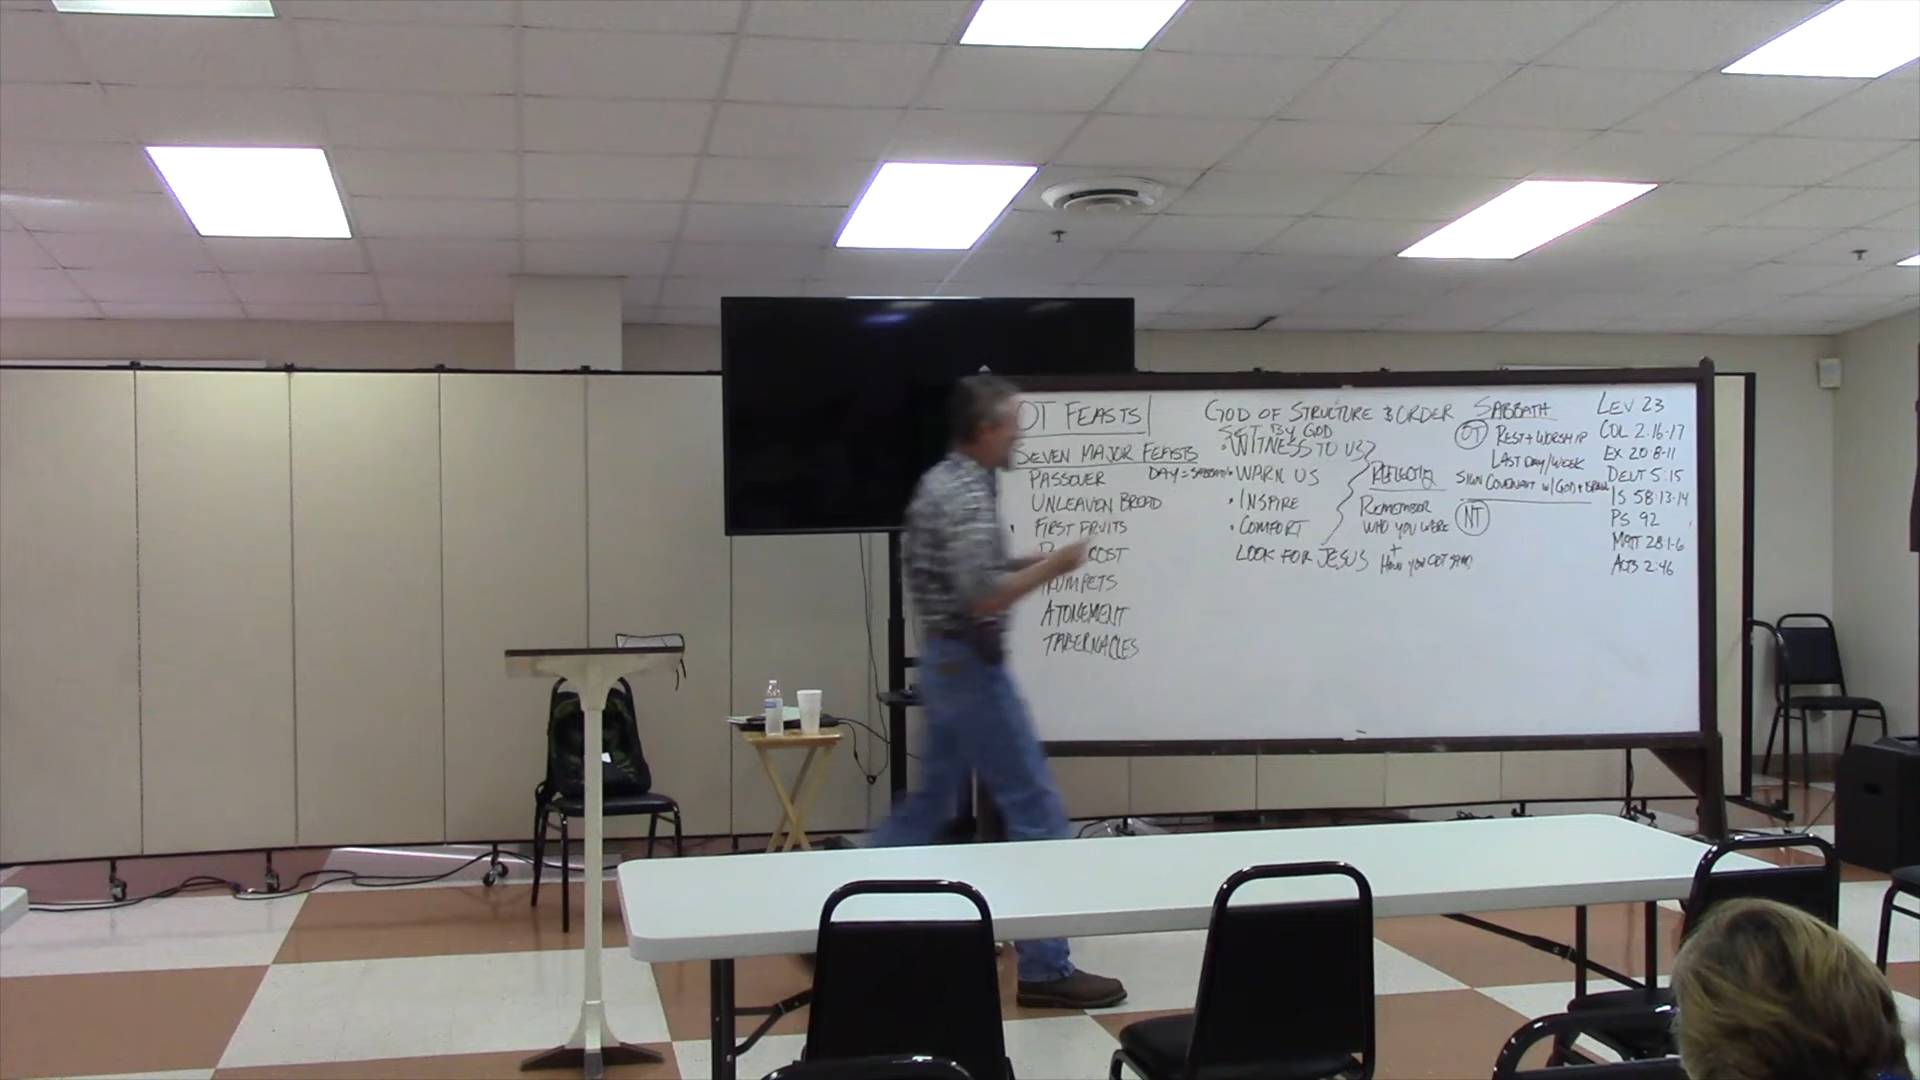 OT FEASTS
SEVEN MAJOR FEASTS
PASSOVER
DAY = SABBATH
UNLEAVEN BREAD
FIRST FRUITS
COST
TRUMPETS
ATONEMENT
TABERNACLES
GOD OF STRUCTURE & ORDER
SET BY GOD
• WITNESS TO US
• WARN US
• INSPIRE
• COMFORT
LOOK FOR JESUS
REMEMBER
WHO YOU WERE
+
HOW YOU GOT
SABBATH
OT REST + WORSHIP
LAST DAY/WEEK
SIGN COVENANT W/ GOD +
NT
LEV 23
COL 2:16-17
EX 20:8-11
DEUT 5:15
IS 58:13-14
PS 92
MATT 28:1-6
ACTS 2:46